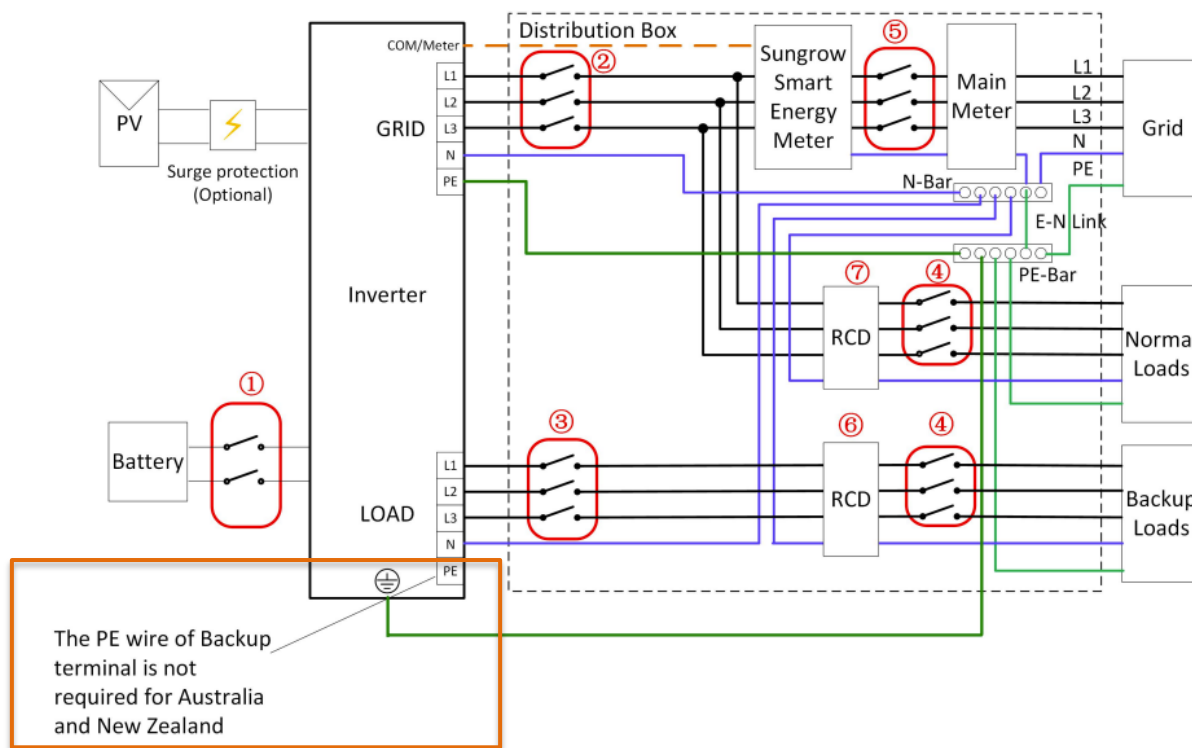 COM/Meter
Distribution Box
②
⑤
L1
L2
L3
N
PE
GRID
PV
Surge protection
(Optional)
Sungrow
Smart
Energy
Meter
Main
Meter
L1
L2
L3
N
PE
Grid
N-Bar
E-N Link
PE-Bar
Inverter
⑦
④
RCD
Norma
Loads
①
Battery
③
⑥
④
L1
L2
L3
N
PE
LOAD
RCD
Backup
Loads
The PE wire of Backup
terminal is not
required for Australia
and New Zealand